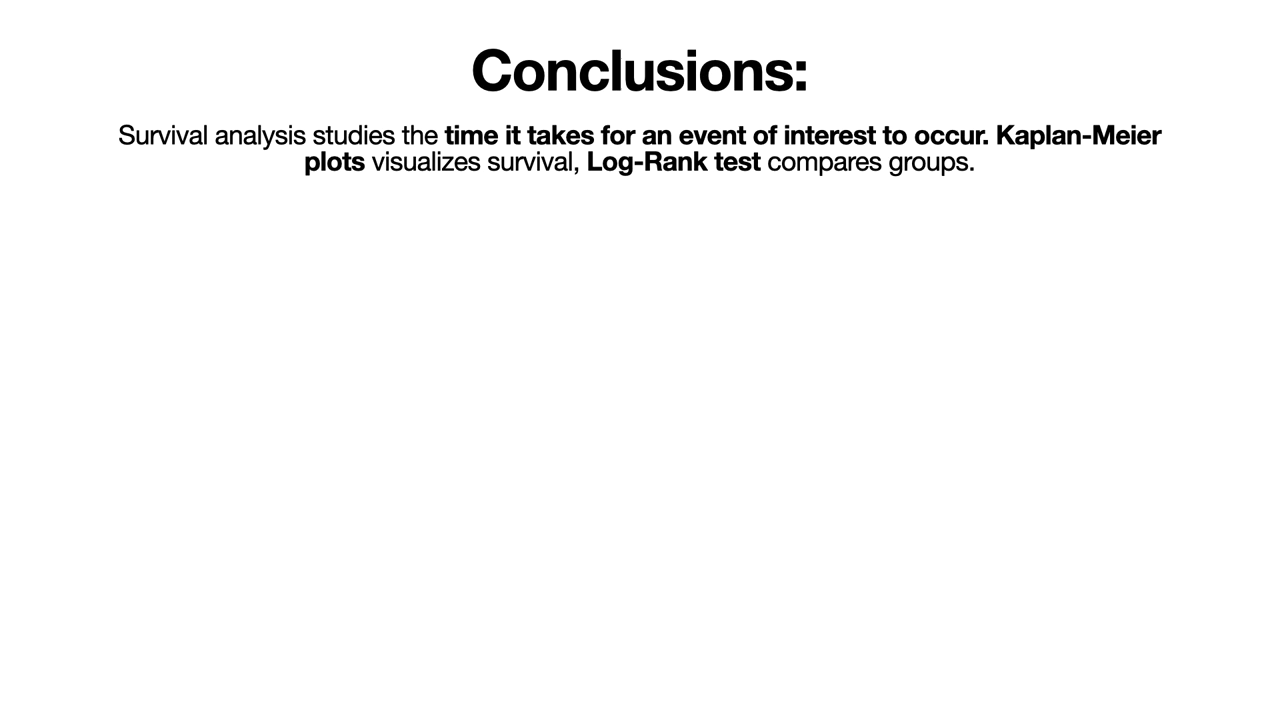 Conclusions:
Survival analysis studies the time it takes for an event of interest to occur. Kaplan-Meier
plots visualizes survival, Log-Rank test compares groups.